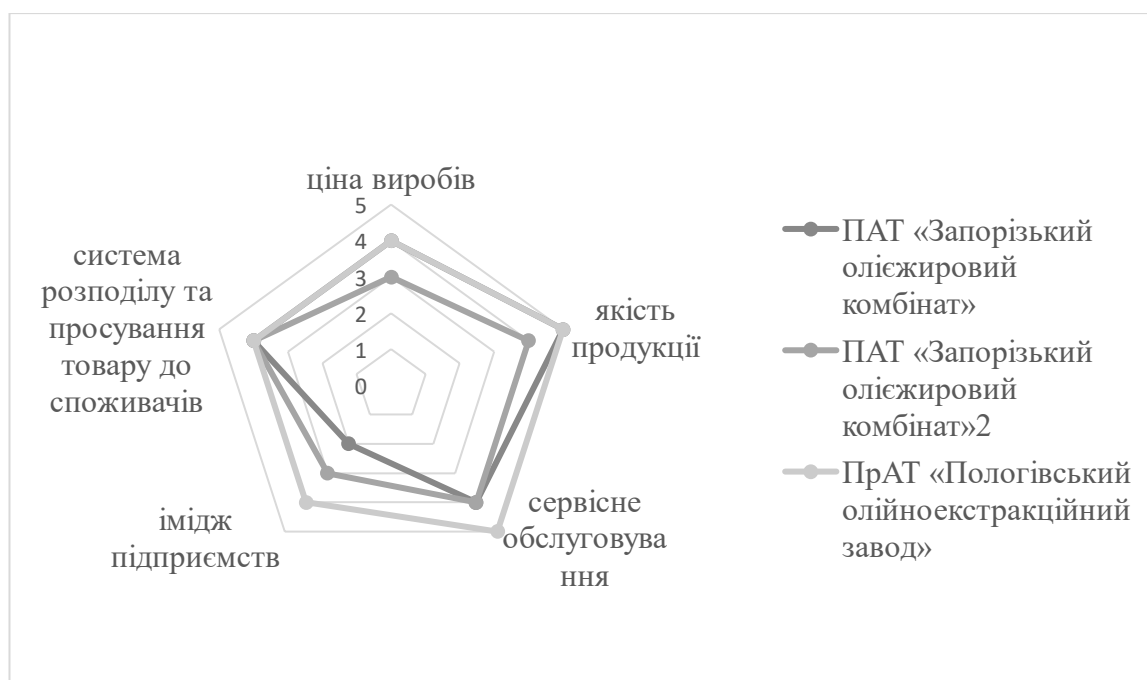 ціна виробів
5
4
3
2
1
0
якість
продукції
сервісне
обслуговува
ння
імідж
підприємств
система
розподілу та
просування
товару до
споживачів
ПАТ «Запорізький
олієжировий
комбінат»
ПАТ «Запорізький
олієжировий
комбінат»2
ПрАТ «Пологівський
олійноекстракційний
завод»